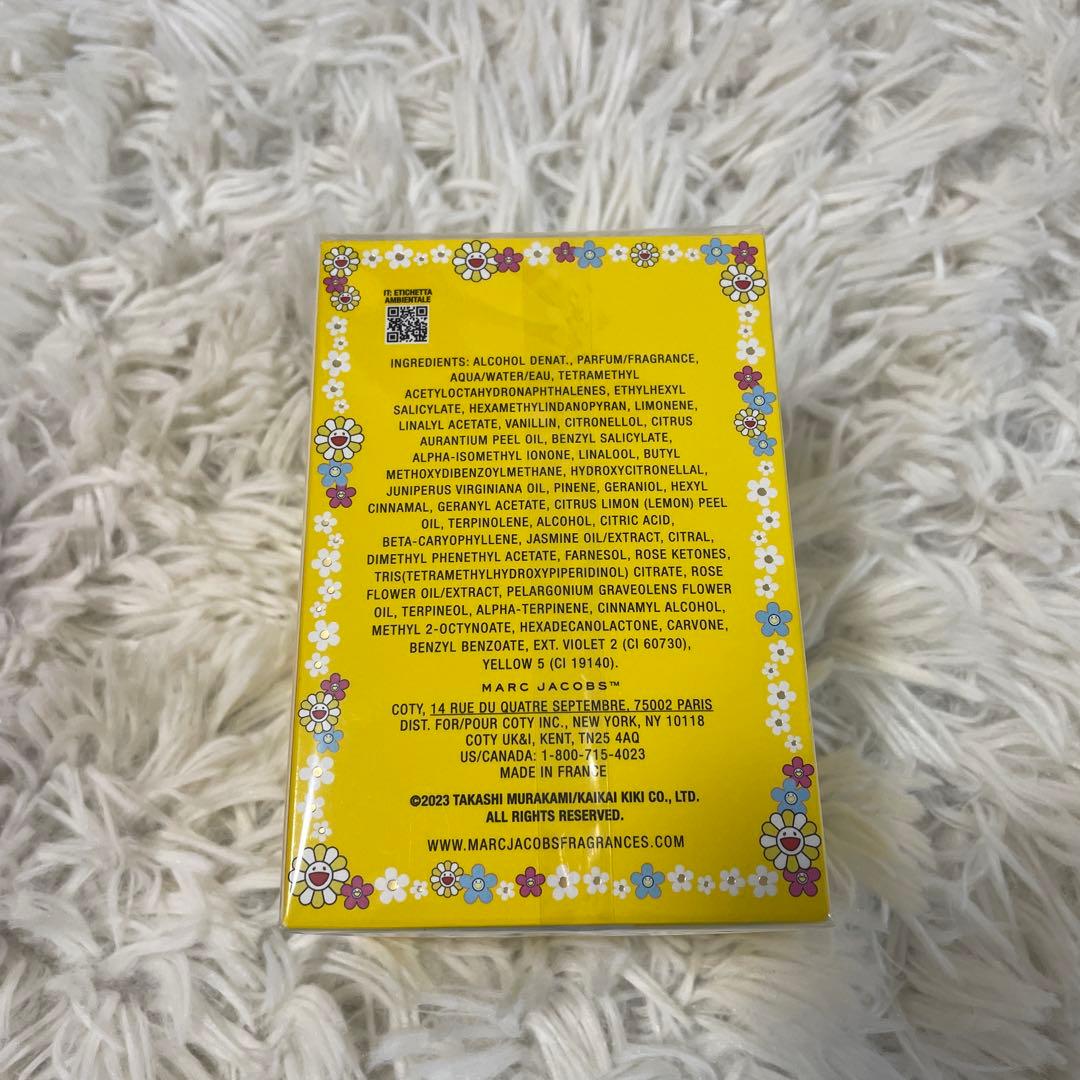 IT: ETICHETTA
AMBIENTALE
INGREDIENTS: ALCOHOL DENAT., PARFUM/FRAGRANCE,
AQUA/WATER/EAU, TETRAMETHYL
ACETYLOCTAHYDRONAPHTHALENES, ETHYLHEXYL
SALICYLATE, HEXAMETHYLINDANOPYRAN, LIMONENE,
LINALYL ACETATE, VANILLIN, CITRONELLOL, CITRUS
AURANTIUM PEEL OIL, BENZYL SALICYLATE,
ALPHA-ISOMETHYL IONONE, LINALOOL, BUTYL
METHOXYDIBENZOYLMETHANE, HYDROXYCITRONELLAL,
JUNIPERUS VIRGINIANA OIL, PINENE, GERANIOL, HEXYL
CINNAMAL, GERANYL ACETATE, CITRUS LIMON (LEMON) PEEL
OIL, TERPINOLENE, ALCOHOL, CITRIC ACID,
BETA-CARYOPHYLLENE, JASMINE OIL/EXTRACT, CITRAL,
DIMETHYL PHENETHYL ACETATE, FARNESOL, ROSE KETONES,
TRIS(TETRAMETHYLHYDROXYPIPERIDINOL) CITRATE, ROSE
FLOWER OIL/EXTRACT, PELARGONIUM GRAVEOLENS FLOWER
OIL, TERPINEOL, ALPHA-TERPINENE, CINNAMYL ALCOHOL,
METHYL 2-OCTYNOATE, HEXADECANOLACTONE, CARVONE,
BENZYL BENZOATE, EXT. VIOLET 2 (CI 60730),
YELLOW 5 (CI 19140).
MARC JACOBS™
COTY, 14 RUE DU QUATRE SEPTEMBRE, 75002 PARIS
DIST. FOR/POUR COTY INC., NEW YORK, NY 10118
COTY UK&I, KENT, TN25 4AQ
US/CANADA: 1-800-715-4023
MADE IN FRANCE
©2023 TAKASHI MURAKAMI/KAIKAI KIKI CO., LTD.
ALL RIGHTS RESERVED.
WWW.MARCJACOBSFRAGRANCES.COM